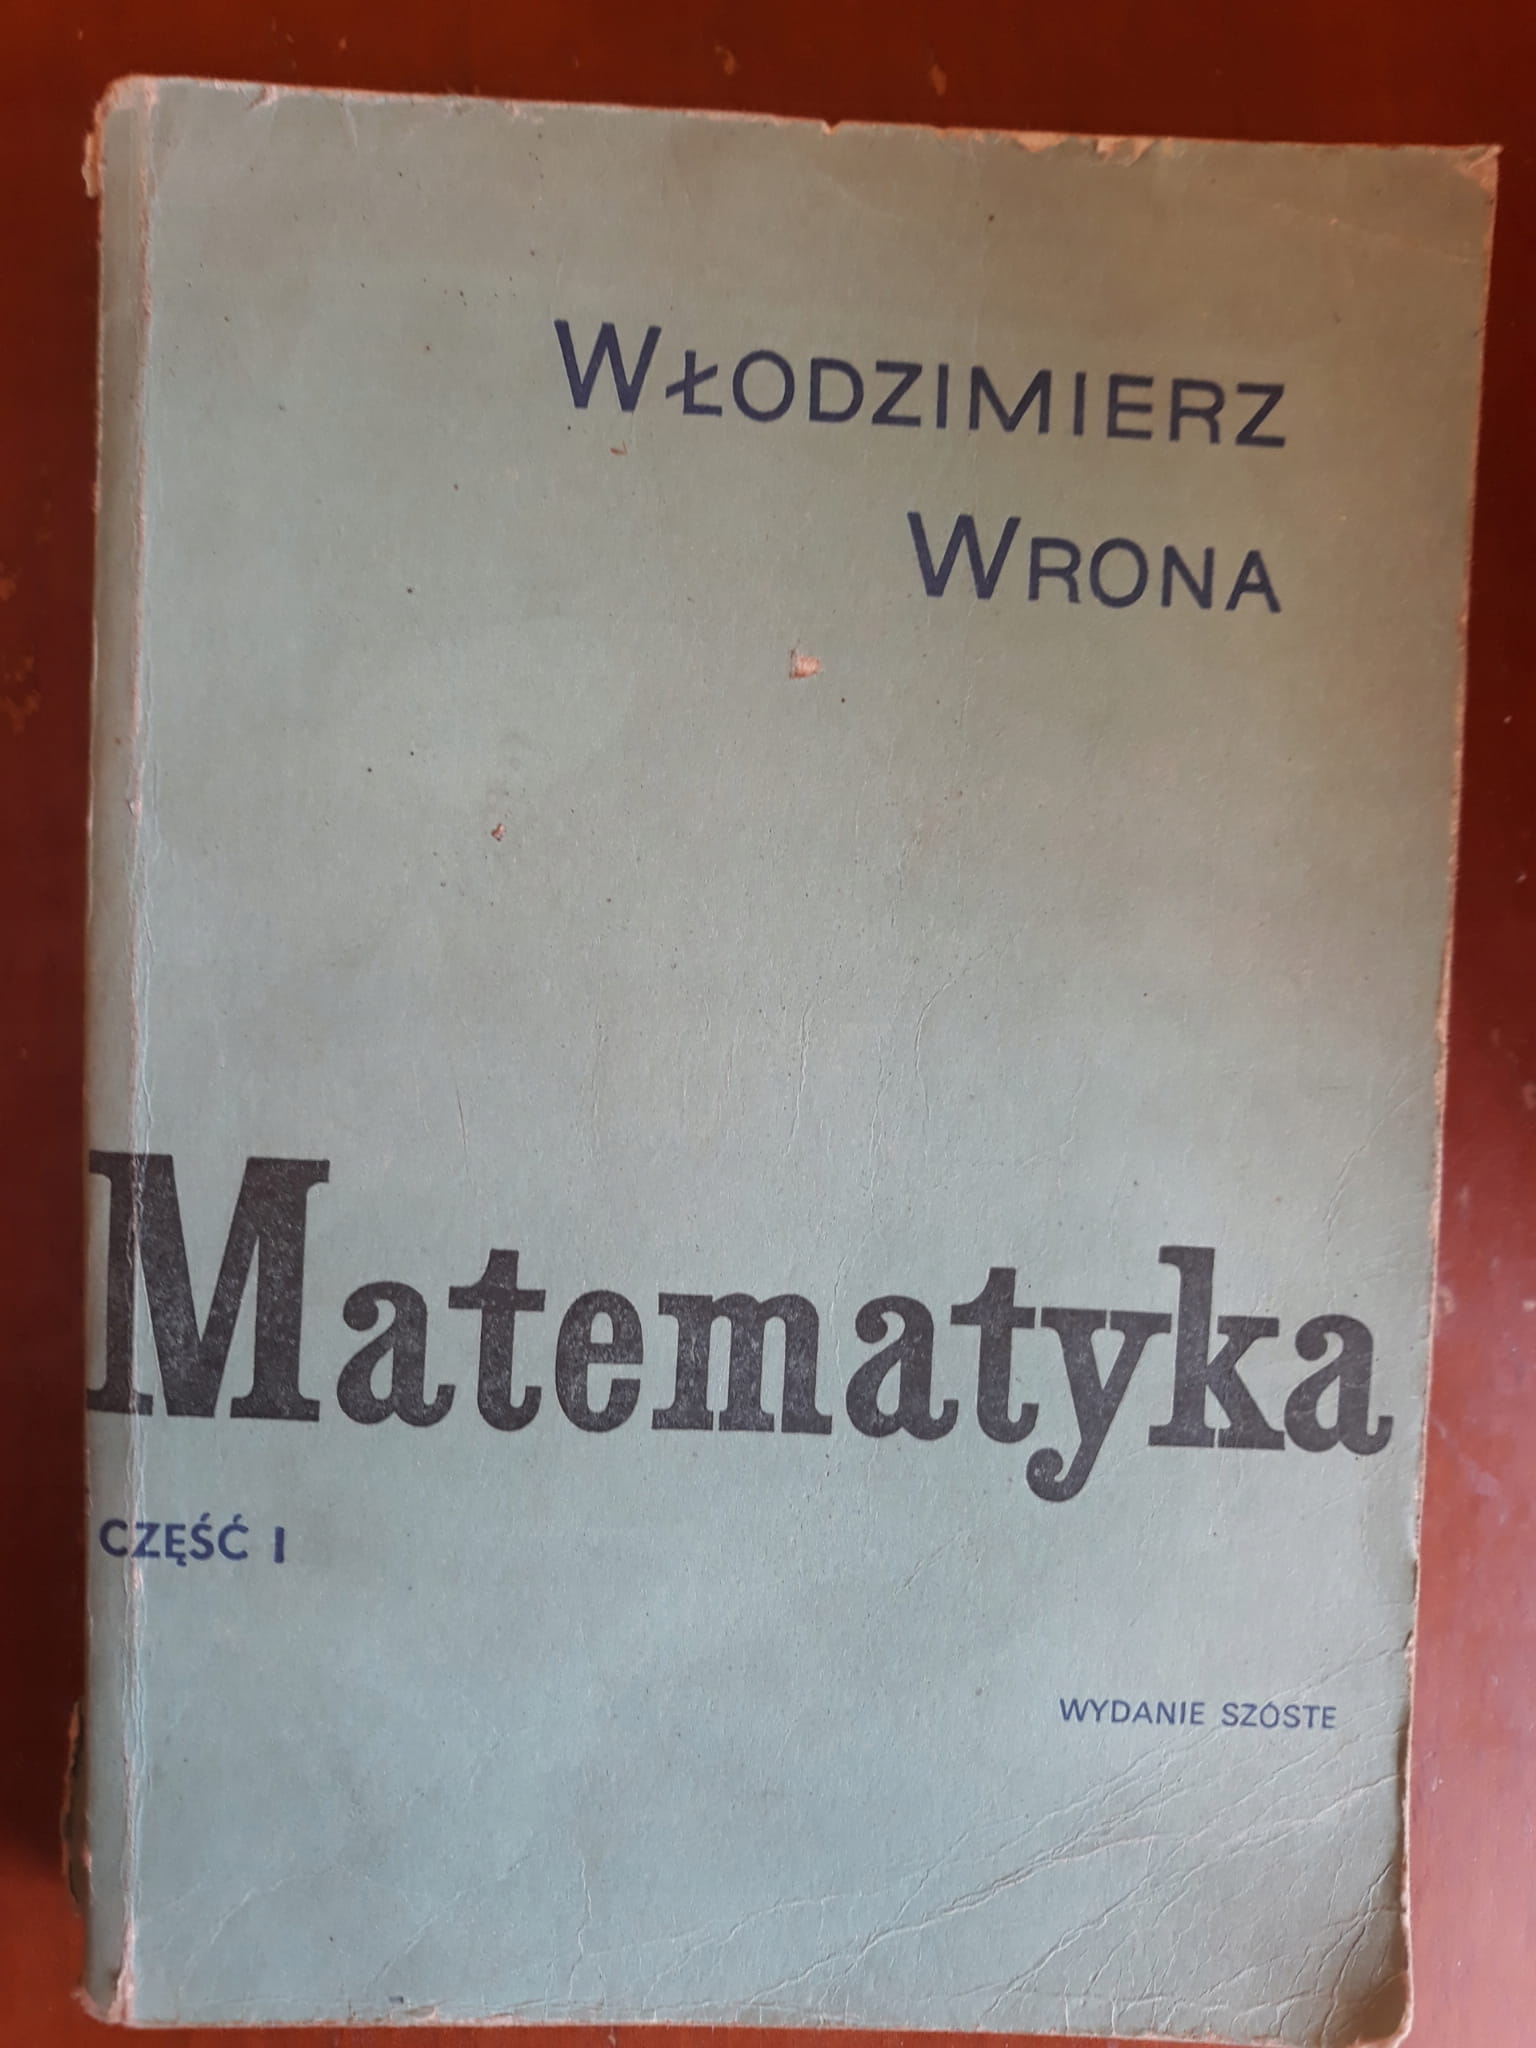 WŁODZIMIERZ
WRONA
Matematyka
CZĘŚĆ I
WYDANIE SZÓSTE